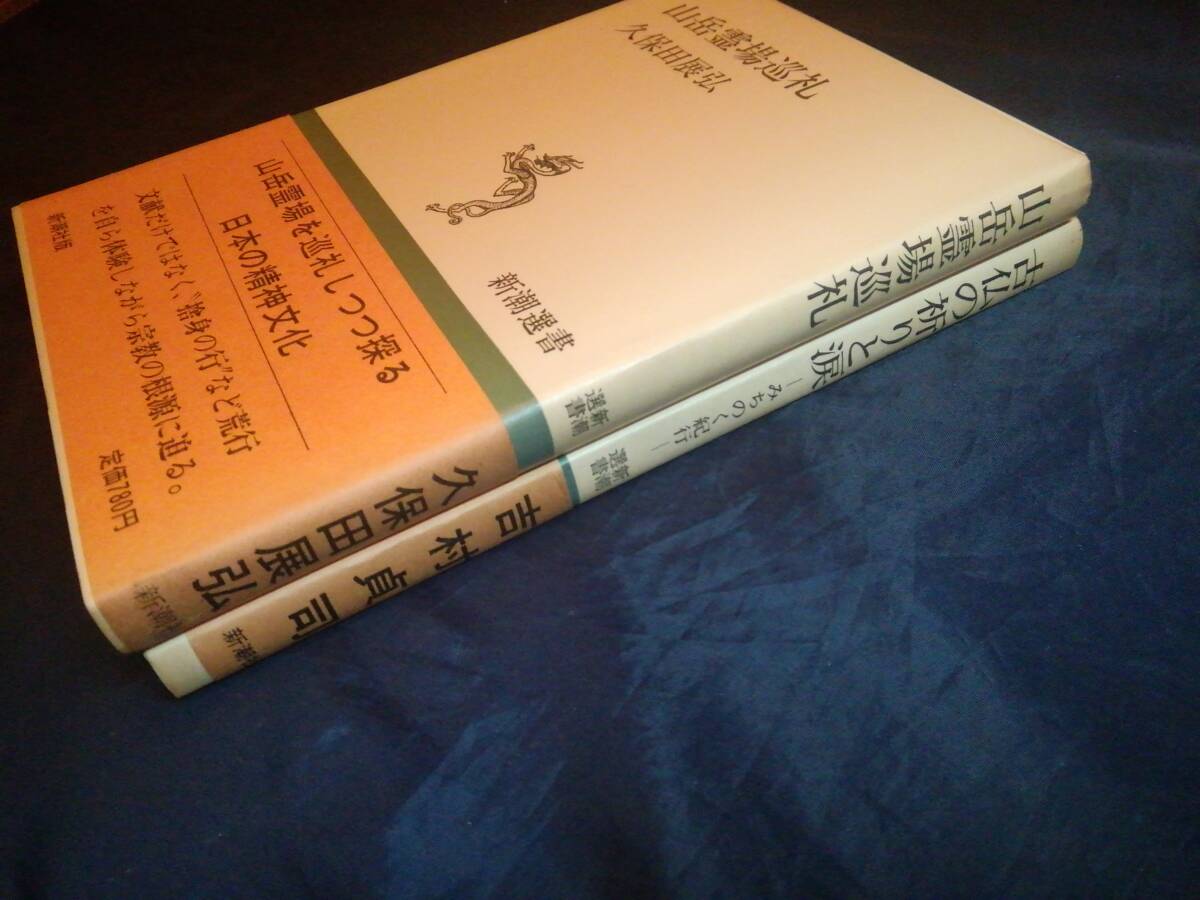 山岳霊場巡礼
久保田展弘
新潮選書
山岳霊場を巡礼しつつ探る
日本の精神文化
文献だけではなく、“捨身の行”など荒行
を自ら体験しながら宗教の根源に迫る。
新潮社版
定価780円
山岳霊場巡礼
新潮
選書
久保田展弘
新潮
古仏の祈りと涙
―みちのく紀行―
新潮
選書
吉村貞司
新潮